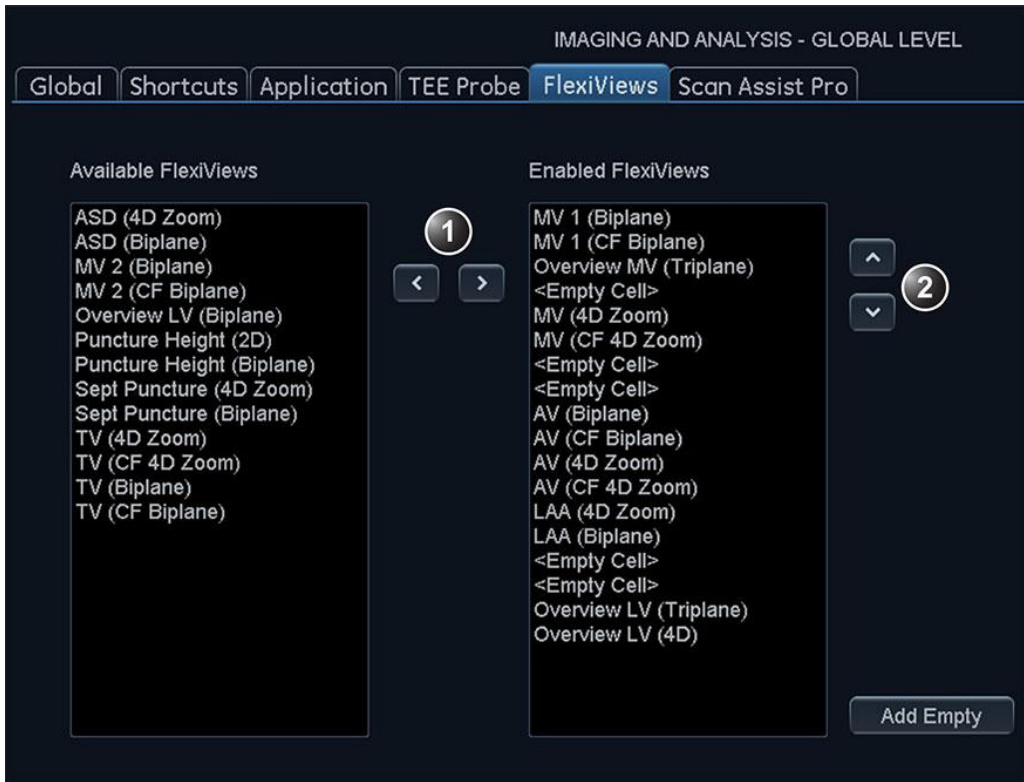 IMAGING AND ANALYSIS - GLOBAL LEVEL
Global Shortcuts Application TEE Probe FlexiViews Scan Assist Pro
Available FlexiViews
ASD (4D Zoom)
ASD (Biplane)
MV 2 (Biplane)
MV 2 (CF Biplane)
Overview LV (Biplane)
Puncture Height (2D)
Puncture Height (Biplane)
Sept Puncture (4D Zoom)
Sept Puncture (Biplane)
TV (4D Zoom)
TV (CF 4D Zoom)
TV (Biplane)
TV (CF Biplane)
1
< >
Enabled FlexiViews
MV 1 (Biplane)
MV 1 (CF Biplane)
Overview MV (Triplane)
<Empty Cell>
MV (4D Zoom)
MV (CF 4D Zoom)
<Empty Cell>
<Empty Cell>
AV (Biplane)
AV (CF Biplane)
AV (4D Zoom)
AV (CF 4D Zoom)
LAA (4D Zoom)
LAA (Biplane)
<Empty Cell>
<Empty Cell>
Overview LV (Triplane)
Overview LV (4D)
2
Add Empty